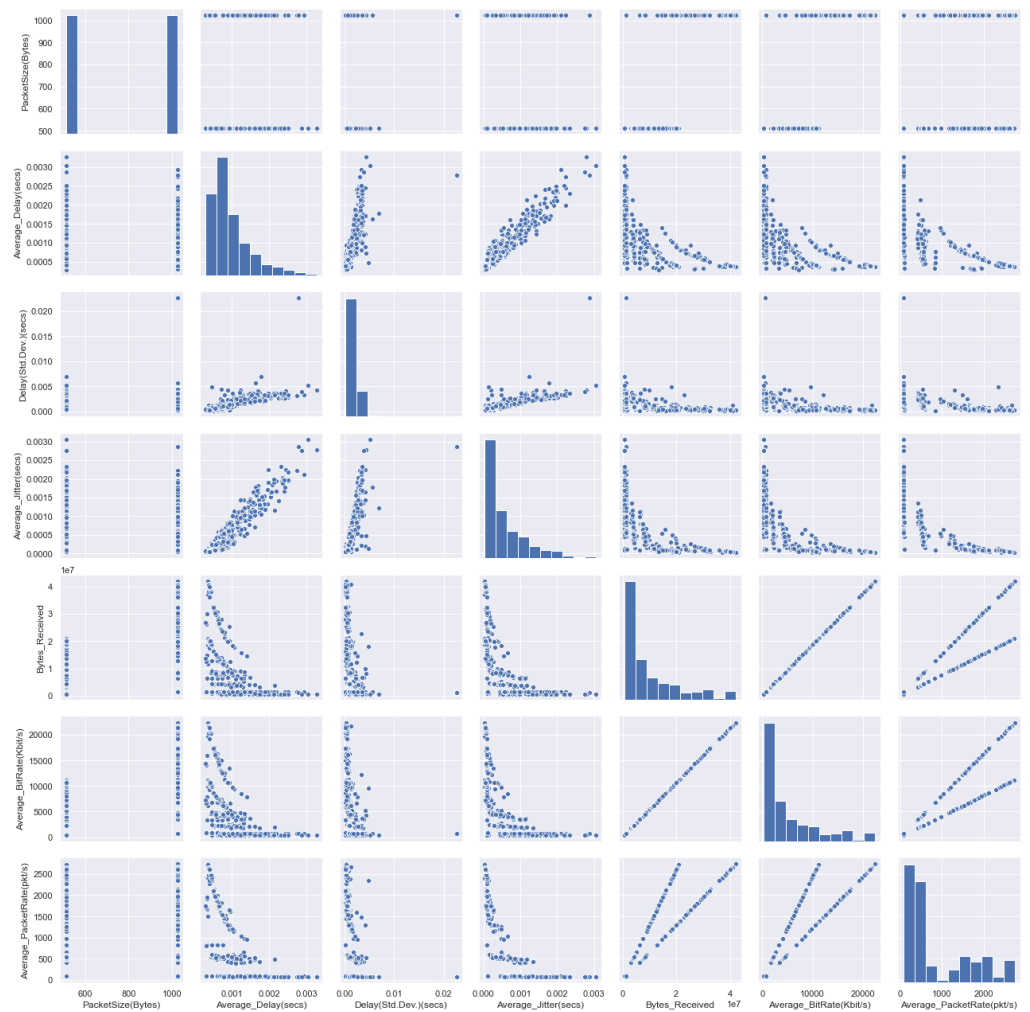 PacketSize(Bytes)
1000
900
800
700
600
500
Average_Delay(secs)
0.0030
0.0025
0.0020
0.0015
0.0010
0.0005
Delay(Std.Dev.)(secs)
0.020
0.015
0.010
0.005
0.000
Average_Jitter(secs)
0.0030
0.0025
0.0020
0.0015
0.0010
0.0005
0.0000
1e7
Bytes_Received
4
3
2
1
0
Average_BitRate(Kbit/s)
20000
15000
10000
5000
0
Average_PacketRate(pkt/s)
2500
2000
1500
1000
500
0
600 800 1000
0.001 0.002 0.003
0.00 0.01 0.02
0.000 0.001 0.002 0.003
0 2 4
1e7
0 10000 20000
0 1000 2000
PacketSize(Bytes)
Average_Delay(secs)
Delay(Std.Dev.)(secs)
Average_Jitter(secs)
Bytes_Received
Average_BitRate(Kbit/s)
Average_PacketRate(pkt/s)